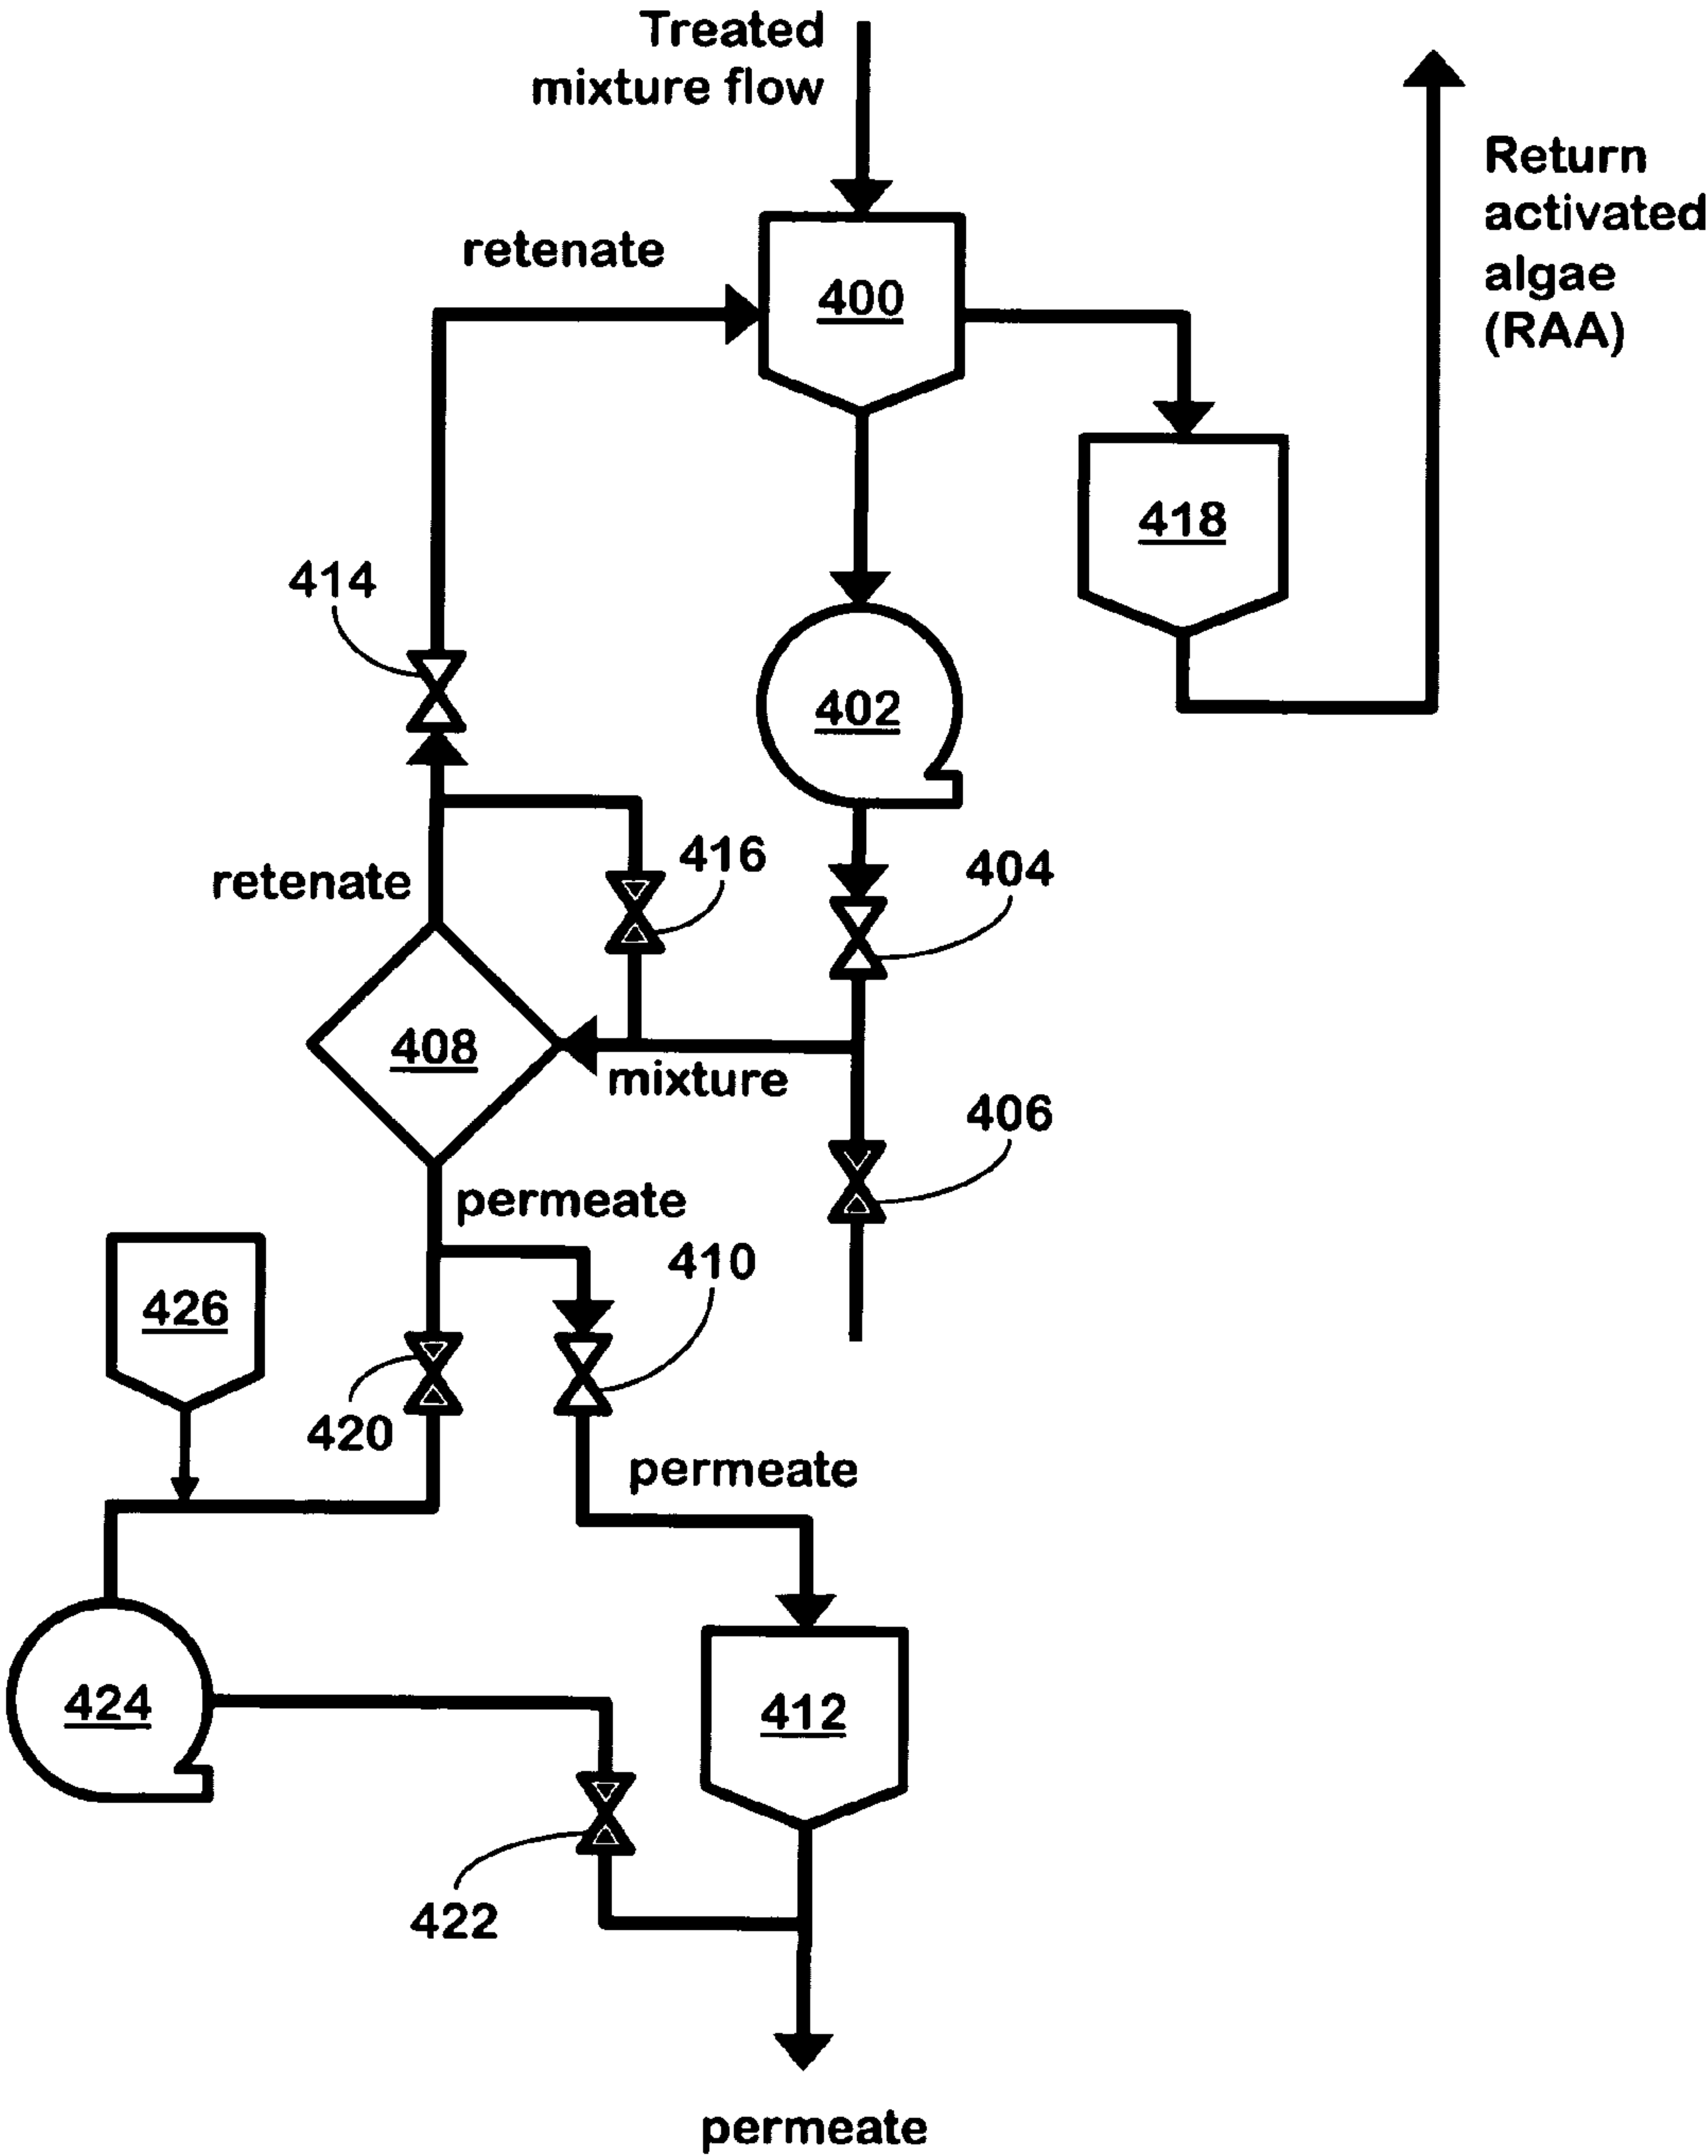 Treated
mixture flow
Return
activated
algae
(RAA)
retenate
400
418
414
402
416
404
retenate
408
mixture
406
permeate
410
426
420
permeate
424
412
422
permeate